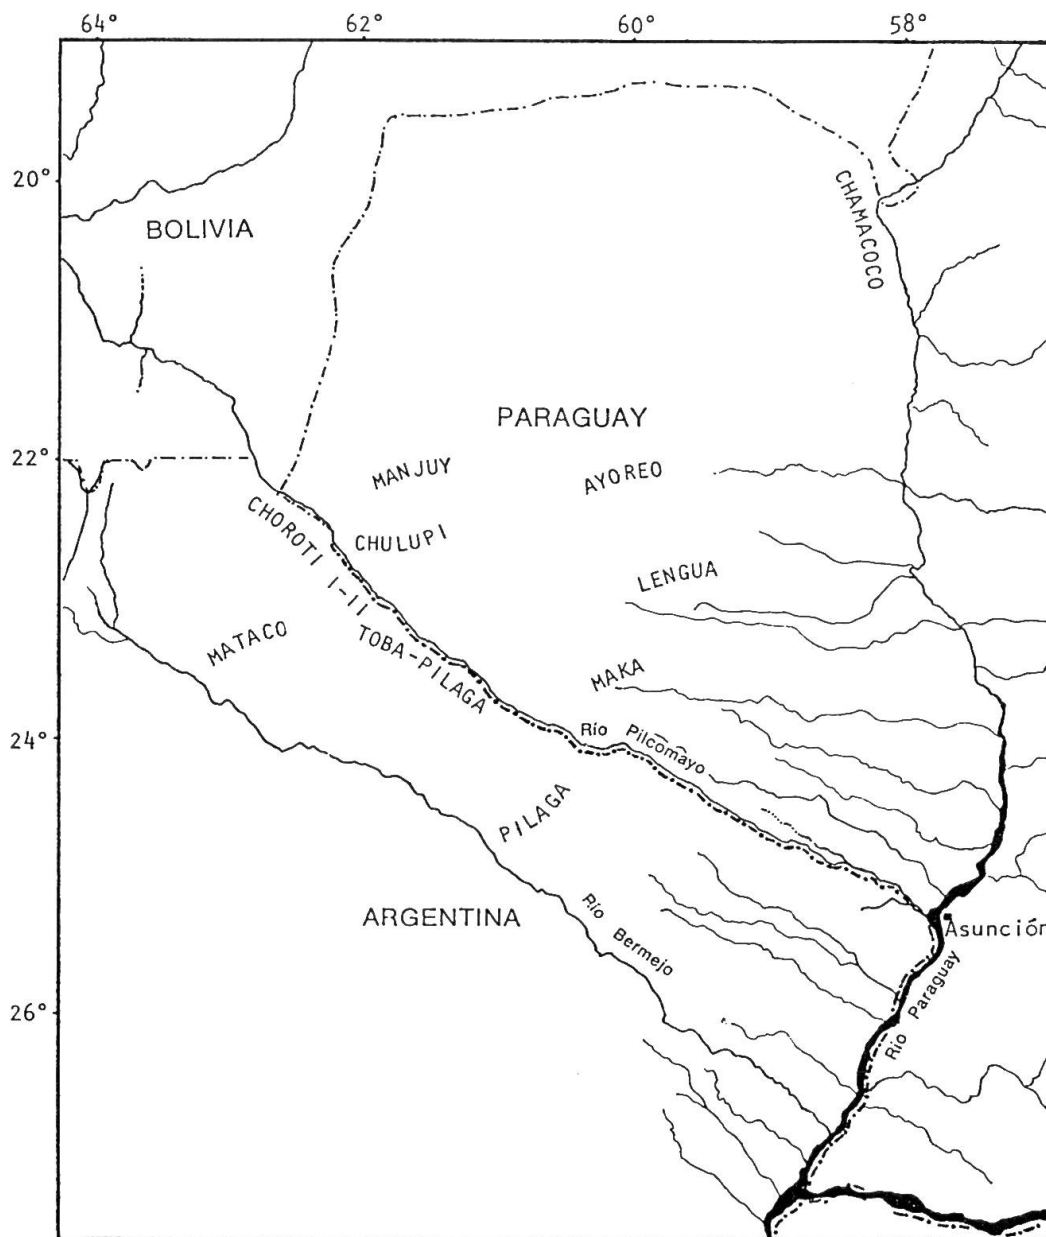 64° 62° 60° 58°
20°
CHAMACOCO
BOLIVIA
PARAGUAY
22°
MANJUY
AYOREO
CHOROTI I-II
CHULUPI
LENGUA
MATACO
TOBA-PILAGA
MAKA
24°
Río Pilcomayo
PILAGA
ARGENTINA
Río Bermejo
Asunción
Río Paraguay
26°